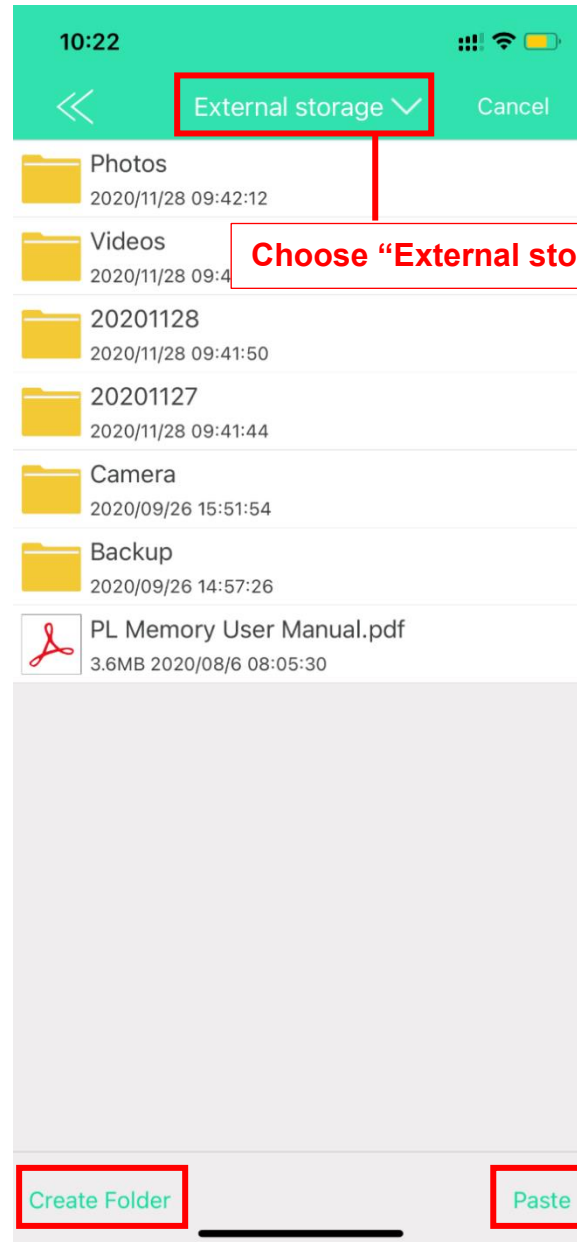 10:22
External storage
Cancel
Photos
2020/11/28 09:42:12
Choose “External sto
Videos
2020/11/28 09:4
20201128
2020/11/28 09:41:50
20201127
2020/11/28 09:41:44
Camera
2020/09/26 15:51:54
Backup
2020/09/26 14:57:26
PL Memory User Manual.pdf
3.6MB 2020/08/6 08:05:30
Create Folder
Paste